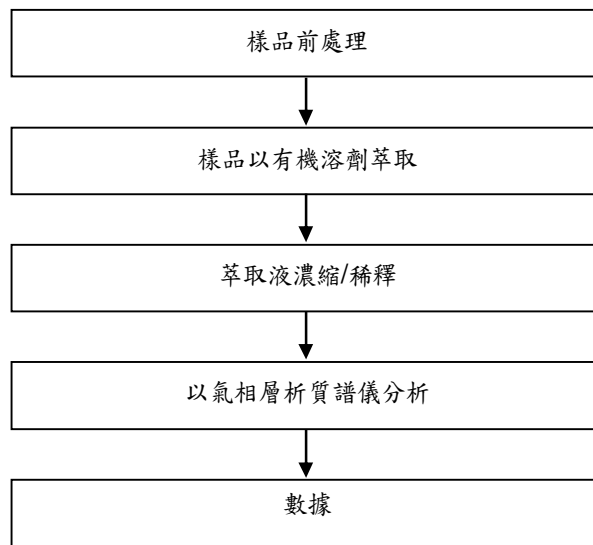 樣品前處理
樣品以有機溶劑萃取
萃取液濃縮/稀釋
以氣相層析質譜儀分析
數據